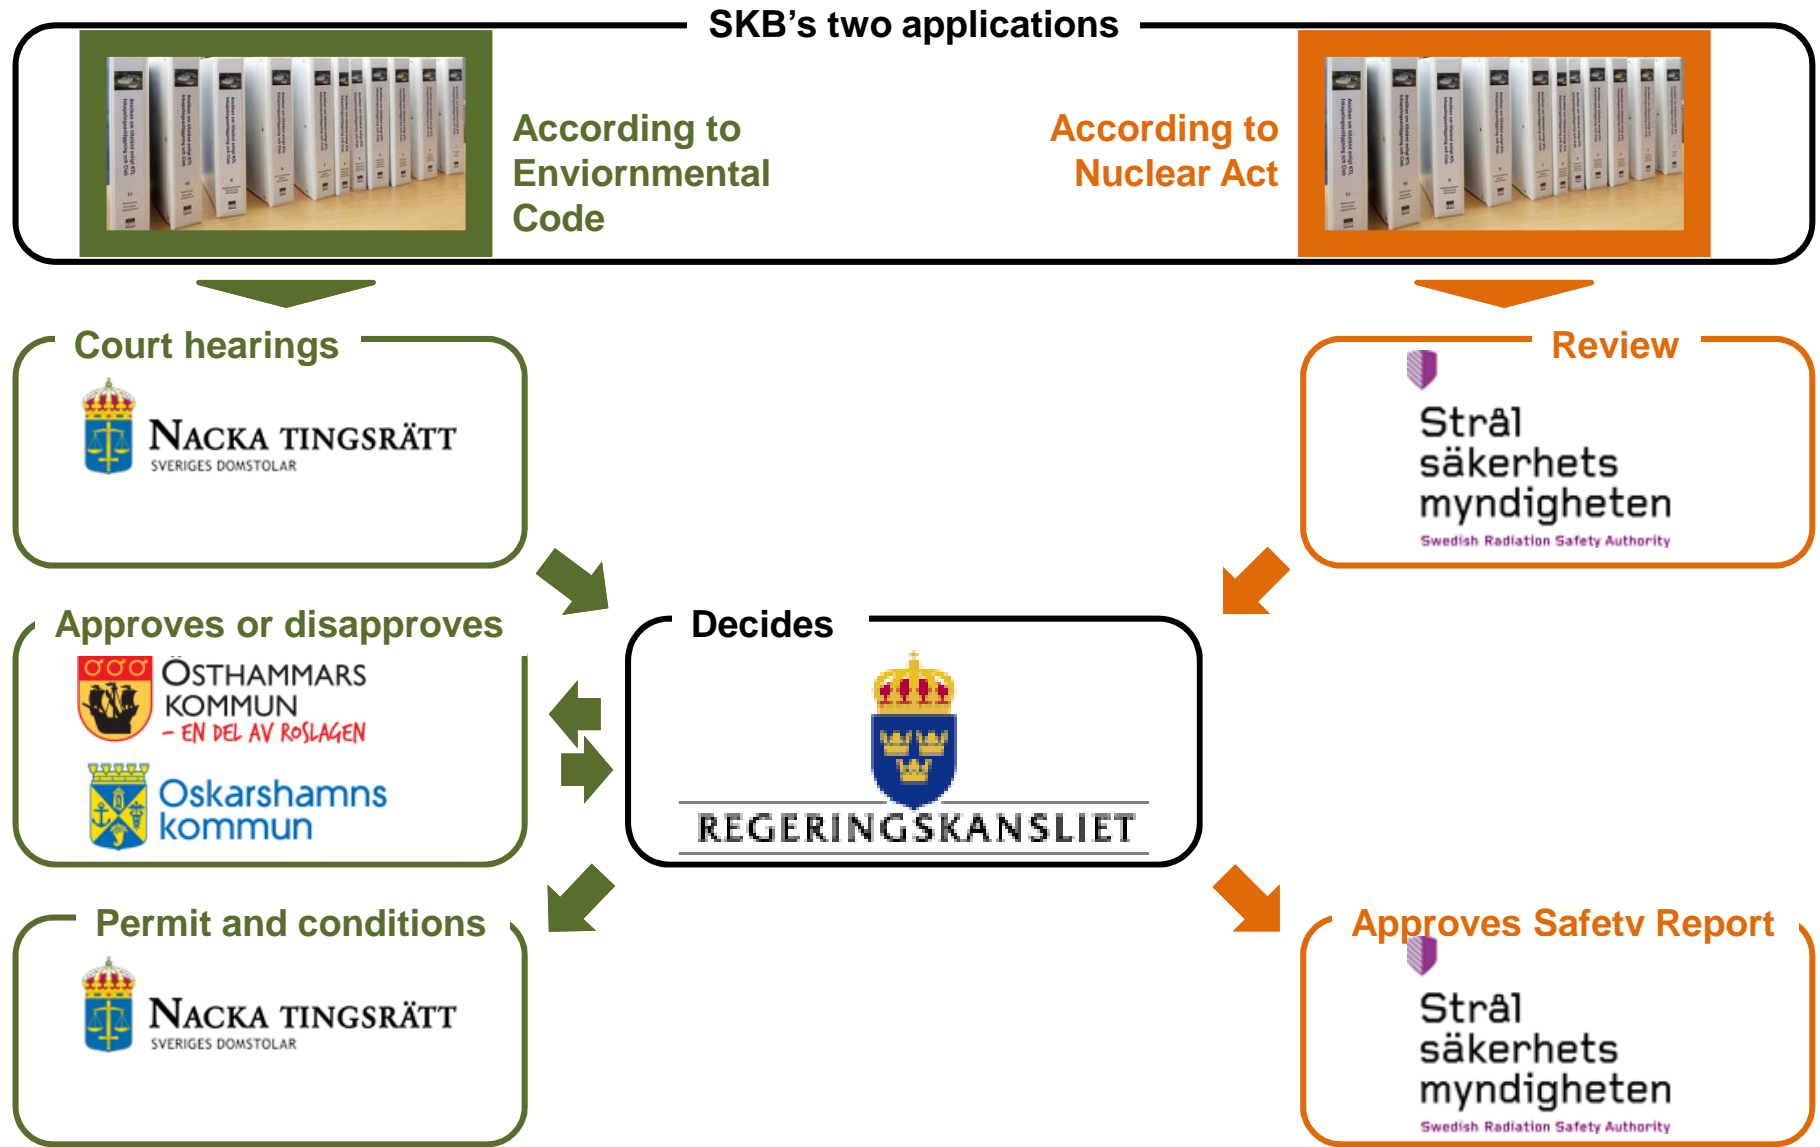 SKB's two applications
According to
Enviornmental
Code
According to
Nuclear Act
Court hearings
NACKA TINGSRÄTT
SVERIGES DOMSTOLAR
Review
Strål
säkerhets
myndigheten
Swedish Radiation Safety Authority
Approves or disapproves
ÖSTHAMMARS
KOMMUN
– EN DEL AV ROSLAGEN
Oskarshamns
kommun
Decides
REGERINGSKANSLIET
Permit and conditions
NACKA TINGSRÄTT
SVERIGES DOMSTOLAR
Approves Safety Report
Strål
säkerhets
myndigheten
Swedish Radiation Safety Authority